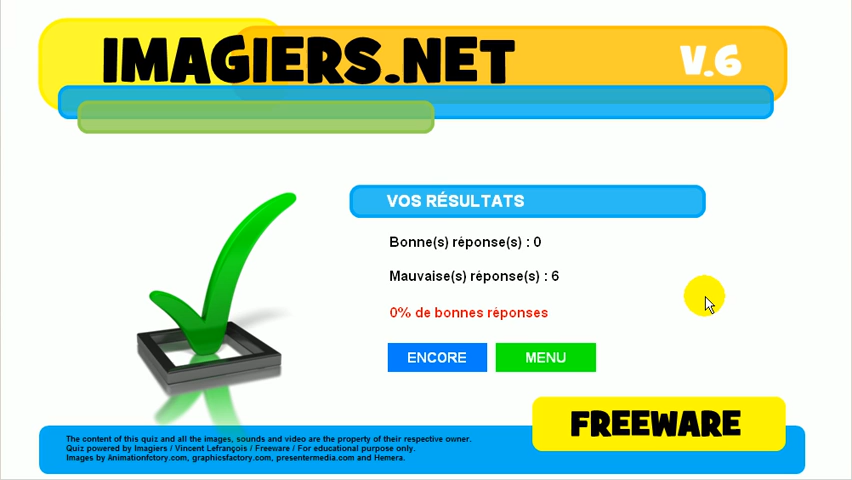 IMAGIERS.NET
V.6
VOS RÉSULTATS
Bonne(s) réponse(s) : 0
Mauvaise(s) réponse(s) : 6
0% de bonnes réponses
ENCORE
MENU
FREEWARE
The content of this quiz and all the images, sounds and video are the property of their respective owner.
Quiz powered by Imagiers / Vincent Lefrançois / Freeware / For educational purpose only.
Images by Animationfctory.com, graphicsfactory.com, presentermedia.com and Hemera.